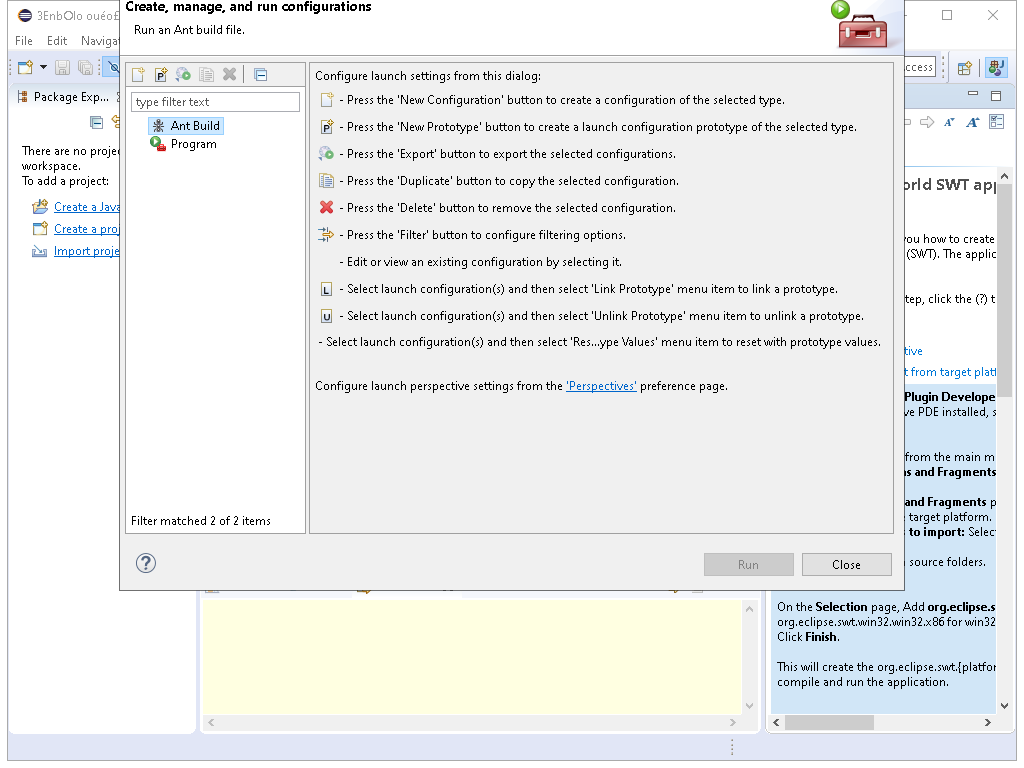 Create, manage, and run configurations
Run an Ant build file.
File Edit Navigat
ccess
Package Exp...
type filter text
Ant Build
Program
Filter matched 2 of 2 items
There are no proje
workspace.
To add a project:
Create a Java
Create a proj
Import proje
Configure launch settings from this dialog:
- Press the 'New Configuration' button to create a configuration of the selected type.
- Press the 'New Prototype' button to create a launch configuration prototype of the selected type.
- Press the 'Export' button to export the selected configurations.
- Press the 'Duplicate' button to copy the selected configuration.
- Press the 'Delete' button to remove the selected configuration.
- Press the 'Filter' button to configure filtering options.
- Edit or view an existing configuration by selecting it.
L - Select launch configuration(s) and then select 'Link Prototype' menu item to link a prototype.
U - Select launch configuration(s) and then select 'Unlink Prototype' menu item to unlink a prototype.
- Select launch configuration(s) and then select 'Res...ype Values' menu item to reset with prototype values.
Configure launch perspective settings from the 'Perspectives' preference page.
Run
Close
orld SWT app
you how to create
(SWT). The applic
tep, click the (?) t
tive
t from target platf
Plugin Develope
ve PDE installed, s
from the main m
ns and Fragments
and Fragments p
target platform.
to import: Selec
source folders.
On the Selection page, Add org.eclipse.s
org.eclipse.swt.win32.win32.x86 for win32
Click Finish.
This will create the org.eclipse.swt.{platfor
compile and run the application.